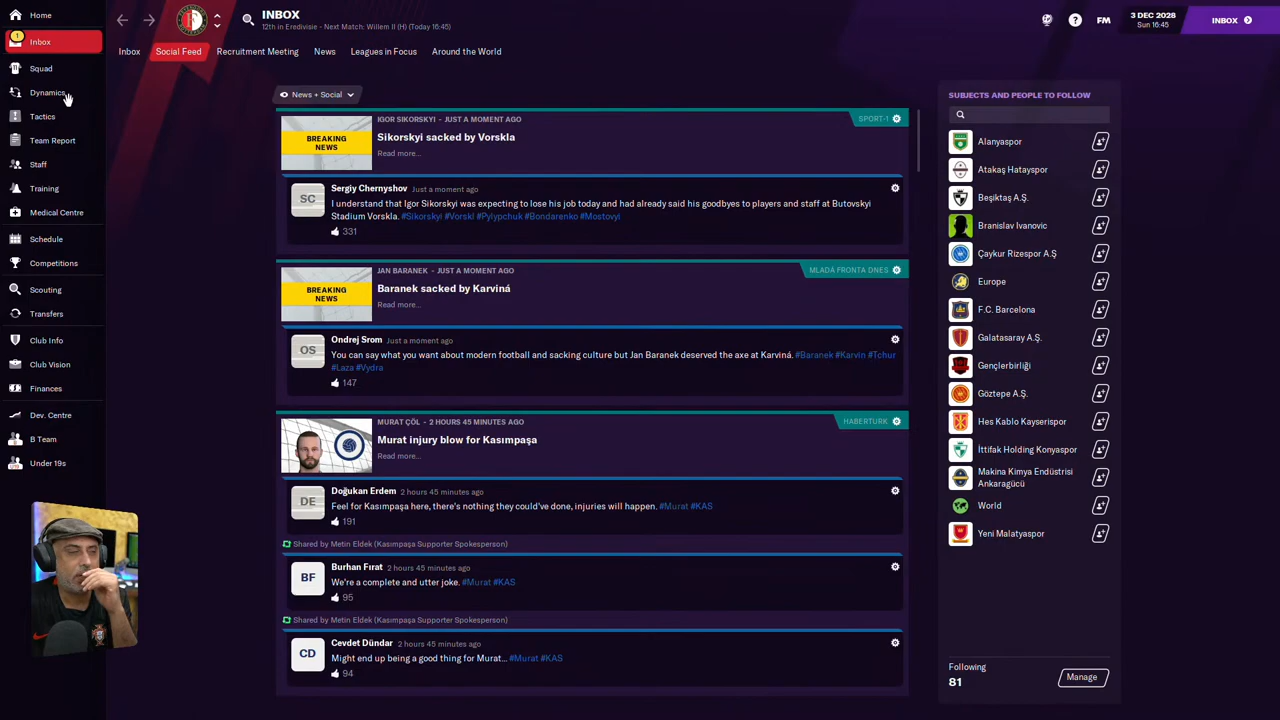 Home
1
Inbox
Squad
Dynamics
Tactics
Team Report
Staff
Training
Medical Centre
Schedule
Competitions
Scouting
Transfers
Club Info
Club Vision
Finances
Dev. Centre
B Team
Under 19s
INBOX
12th in Eredivisie - Next Match: Willem II (H) (Today 16:45)
? FM
3 DEC 2028
Sun 16:45
INBOX
Inbox Social Feed Recruitment Meeting News Leagues in Focus Around the World
News + Social
BREAKING NEWS
IGOR SIKORSKYI - JUST A MOMENT AGO
SPORT-1
Sikorskyi sacked by Vorskla
Read more...
SC
Sergiy Chernyshov Just a moment ago
I understand that Igor Sikorskyi was expecting to lose his job today and had already said his goodbyes to players and staff at Butovskyi
Stadium Vorskla. #Sikorskyi #Vorskl #Pylypchuk #Bondarenko #Mostovyi
331
BREAKING NEWS
JAN BARANEK - JUST A MOMENT AGO
MLADÁ FRONTA DNES
Baranek sacked by Karviná
Read more...
OS
Ondrej Srom Just a moment ago
You can say what you want about modern football and sacking culture but Jan Baranek deserved the axe at Karviná. #Baranek #Karvin #Tchur
#Laza #Vydra
147
MURAT ÇÖL - 2 HOURS 45 MINUTES AGO
HABERTURK
Murat injury blow for Kasımpaşa
Read more...
DE
Doğukan Erdem 2 hours 45 minutes ago
Feel for Kasımpaşa here, there's nothing they could've done, injuries will happen. #Murat #KAS
191
Shared by Metin Eldek (Kasımpaşa Supporter Spokesperson)
BF
Burhan Fırat 2 hours 45 minutes ago
We're a complete and utter joke. #Murat #KAS
95
Shared by Metin Eldek (Kasımpaşa Supporter Spokesperson)
CD
Cevdet Dündar 2 hours 45 minutes ago
Might end up being a good thing for Murat... #Murat #KAS
94
SUBJECTS AND PEOPLE TO FOLLOW
Alanyaspor
Atakaş Hatayspor
Beşiktaş A.Ş.
Branislav Ivanovic
Çaykur Rizespor A.Ş
Europe
F.C. Barcelona
Galatasaray A.Ş.
Gençlerbirliği
Göztepe A.Ş.
Hes Kablo Kayserispor
İttifak Holding Konyaspor
Makina Kimya Endüstrisi
Ankaragücü
World
Yeni Malatyaspor
Following
81
Manage